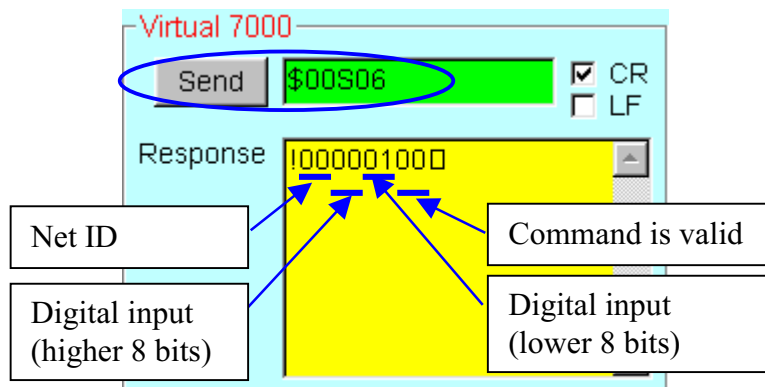 Virtual 7000
Send $00S06 CR
LF
Response !00000100▯
Net ID
Command is valid
Digital input
(higher 8 bits)
Digital input
(lower 8 bits)